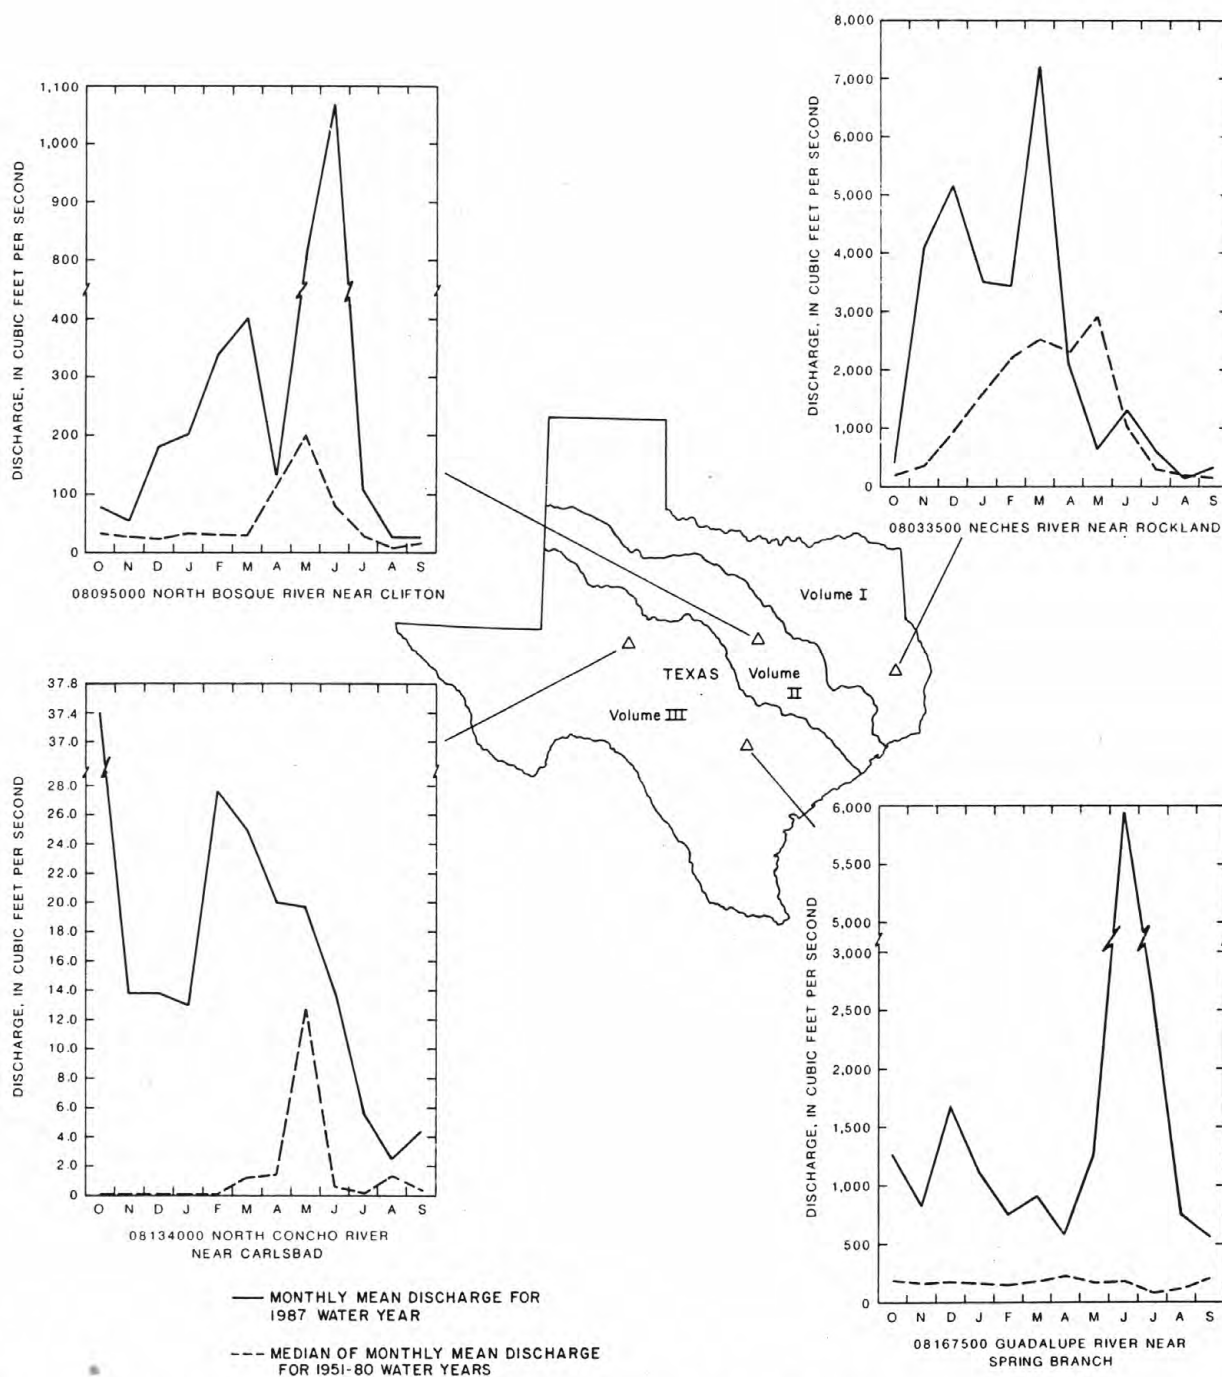 DISCHARGE, IN CUBIC FEET PER SECOND
1,100
1,000
900
800
400
300
200
100
0
O N D J F M A M J J A S
08095000 NORTH BOSQUE RIVER NEAR CLIFTON
DISCHARGE, IN CUBIC FEET PER SECOND
8,000
7,000
6,000
5,000
4,000
3,000
2,000
1,000
0
O N D J F M A M J J A S
08033500 NECHES RIVER NEAR ROCKLAND
Volume I
TEXAS
Volume
II
Volume III
DISCHARGE, IN CUBIC FEET PER SECOND
37.8
37.4
37.0
28.0
26.0
24.0
22.0
20.0
18.0
16.0
14.0
12.0
10.0
8.0
6.0
4.0
2.0
0
O N D J F M A M J J A S
08134000 NORTH CONCHO RIVER
NEAR CARLSBAD
DISCHARGE, IN CUBIC FEET PER SECOND
6,000
5,500
5,000
3,000
2,500
2,000
1,500
1,000
500
0
O N D J F M A M J J A S
08167500 GUADALUPE RIVER NEAR
SPRING BRANCH
MONTHLY MEAN DISCHARGE FOR
1987 WATER YEAR
MEDIAN OF MONTHLY MEAN DISCHARGE
FOR 1951-80 WATER YEARS